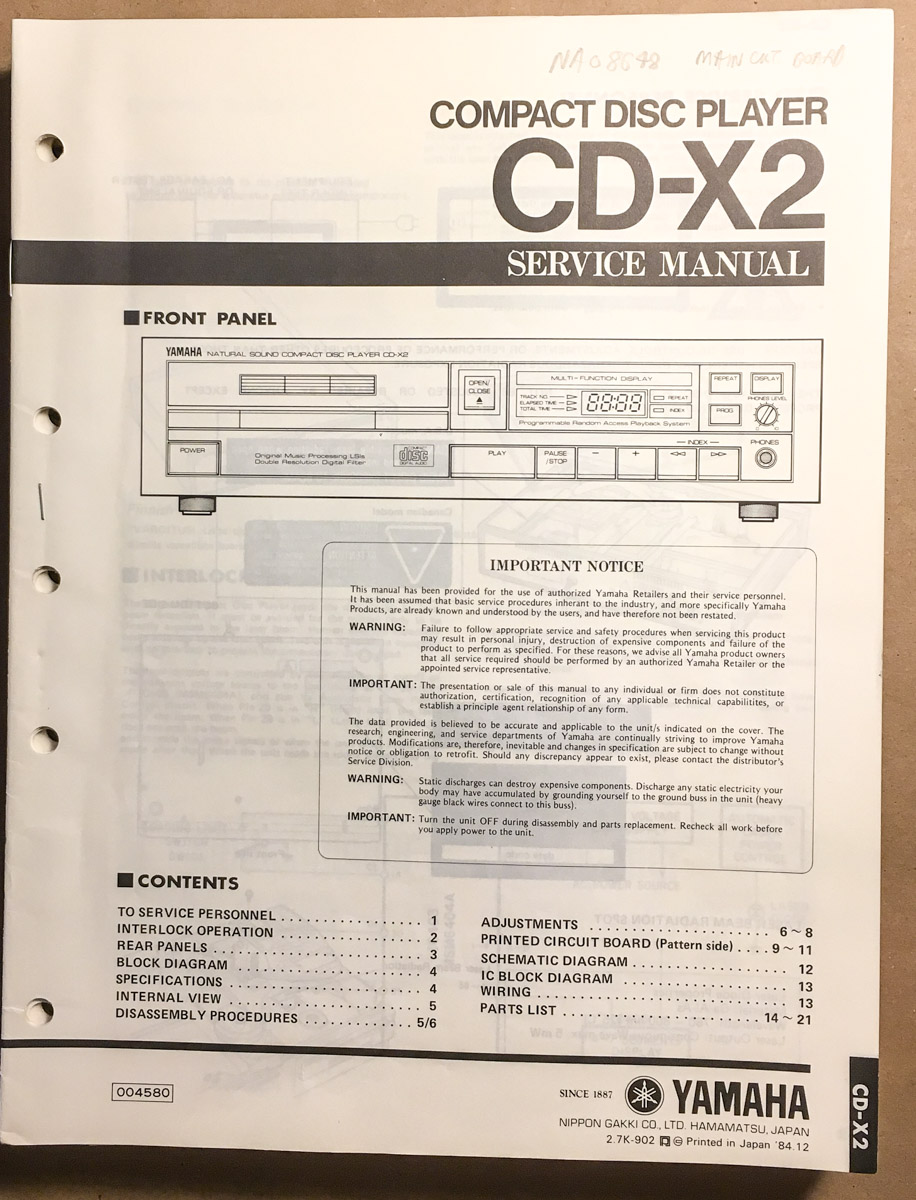 NA08648 MAIN CKT BOARD
COMPACT DISC PLAYER
CD-X2
SERVICE MANUAL
FRONT PANEL
YAMAHA NATURAL SOUND COMPACT DISC PLAYER CD-X2
OPEN/
CLOSE
MULTI-FUNCTION DISPLAY
TRACK NO.
ELAPSED TIME
TOTAL TIME
88:88
REPEAT
INDEX
Programmable Random Access Playback System
REPEAT
DISPLAY
PROG
PHONES LEVEL
0 10
POWER
Original Music Processing LSIs
Double Resolution Digital Filter
COMPACT
disc
DIGITAL AUDIO
PLAY
PAUSE
/STOP
−
+
INDEX
PHONES
IMPORTANT NOTICE
This manual has been provided for the use of authorized Yamaha Retailers and their service personnel.
It has been assumed that basic service procedures inherant to the industry, and more specifically Yamaha
Products, are already known and understood by the users, and have therefore not been restated.
WARNING: Failure to follow appropriate service and safety procedures when servicing this product
may result in personal injury, destruction of expensive components and failure of the
product to perform as specified. For these reasons, we advise all Yamaha product owners
that all service required should be performed by an authorized Yamaha Retailer or the
appointed service representative.
IMPORTANT: The presentation or sale of this manual to any individual or firm does not constitute
authorization, certification, recognition of any applicable technical capabilitites, or
establish a principle agent relationship of any form.
The data provided is believed to be accurate and applicable to the unit/s indicated on the cover. The
research, engineering, and service departments of Yamaha are continually striving to improve Yamaha
products. Modifications are, therefore, inevitable and changes in specification are subject to change without
notice or obligation to retrofit. Should any discrepancy appear to exist, please contact the distributor's
Service Division.
WARNING: Static discharges can destroy expensive components. Discharge any static electricity your
body may have accumulated by grounding yourself to the ground buss in the unit (heavy
gauge black wires connect to this buss).
IMPORTANT: Turn the unit OFF during disassembly and parts replacement. Recheck all work before
you apply power to the unit.
CONTENTS
TO SERVICE PERSONNEL ................ 1
INTERLOCK OPERATION ................ 2
REAR PANELS ........................ 3
BLOCK DIAGRAM ...................... 4
SPECIFICATIONS ..................... 4
INTERNAL VIEW ...................... 5
DISASSEMBLY PROCEDURES ............ 5/6
ADJUSTMENTS .................... 6 ~ 8
PRINTED CIRCUIT BOARD (Pattern side) .... 9 ~ 11
SCHEMATIC DIAGRAM .................. 12
IC BLOCK DIAGRAM ................... 13
WIRING ............................. 13
PARTS LIST ..................... 14 ~ 21
004580
SINCE 1887 YAMAHA
NIPPON GAKKI CO., LTD. HAMAMATSU, JAPAN
2.7K-902 Printed in Japan '84.12
CD-X2